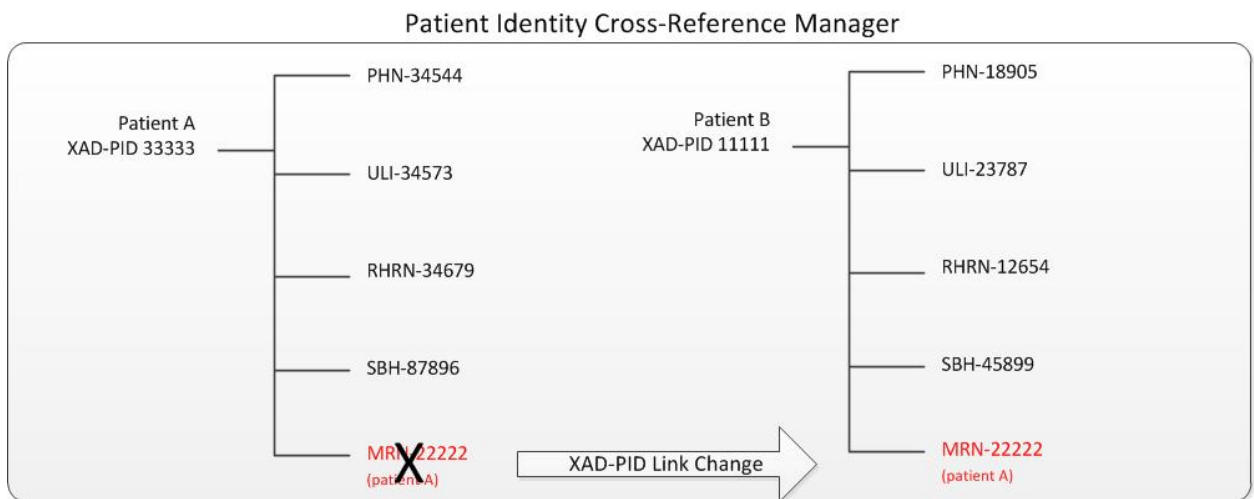 Patient Identity Cross-Reference Manager
Patient A
XAD-PID 33333
PHN-34544
ULI-34573
RHRN-34679
SBH-87896
MRN-22222
(patient A)
X
XAD-PID Link Change
Patient B
XAD-PID 11111
PHN-18905
ULI-23787
RHRN-12654
SBH-45899
MRN-22222
(patient A)